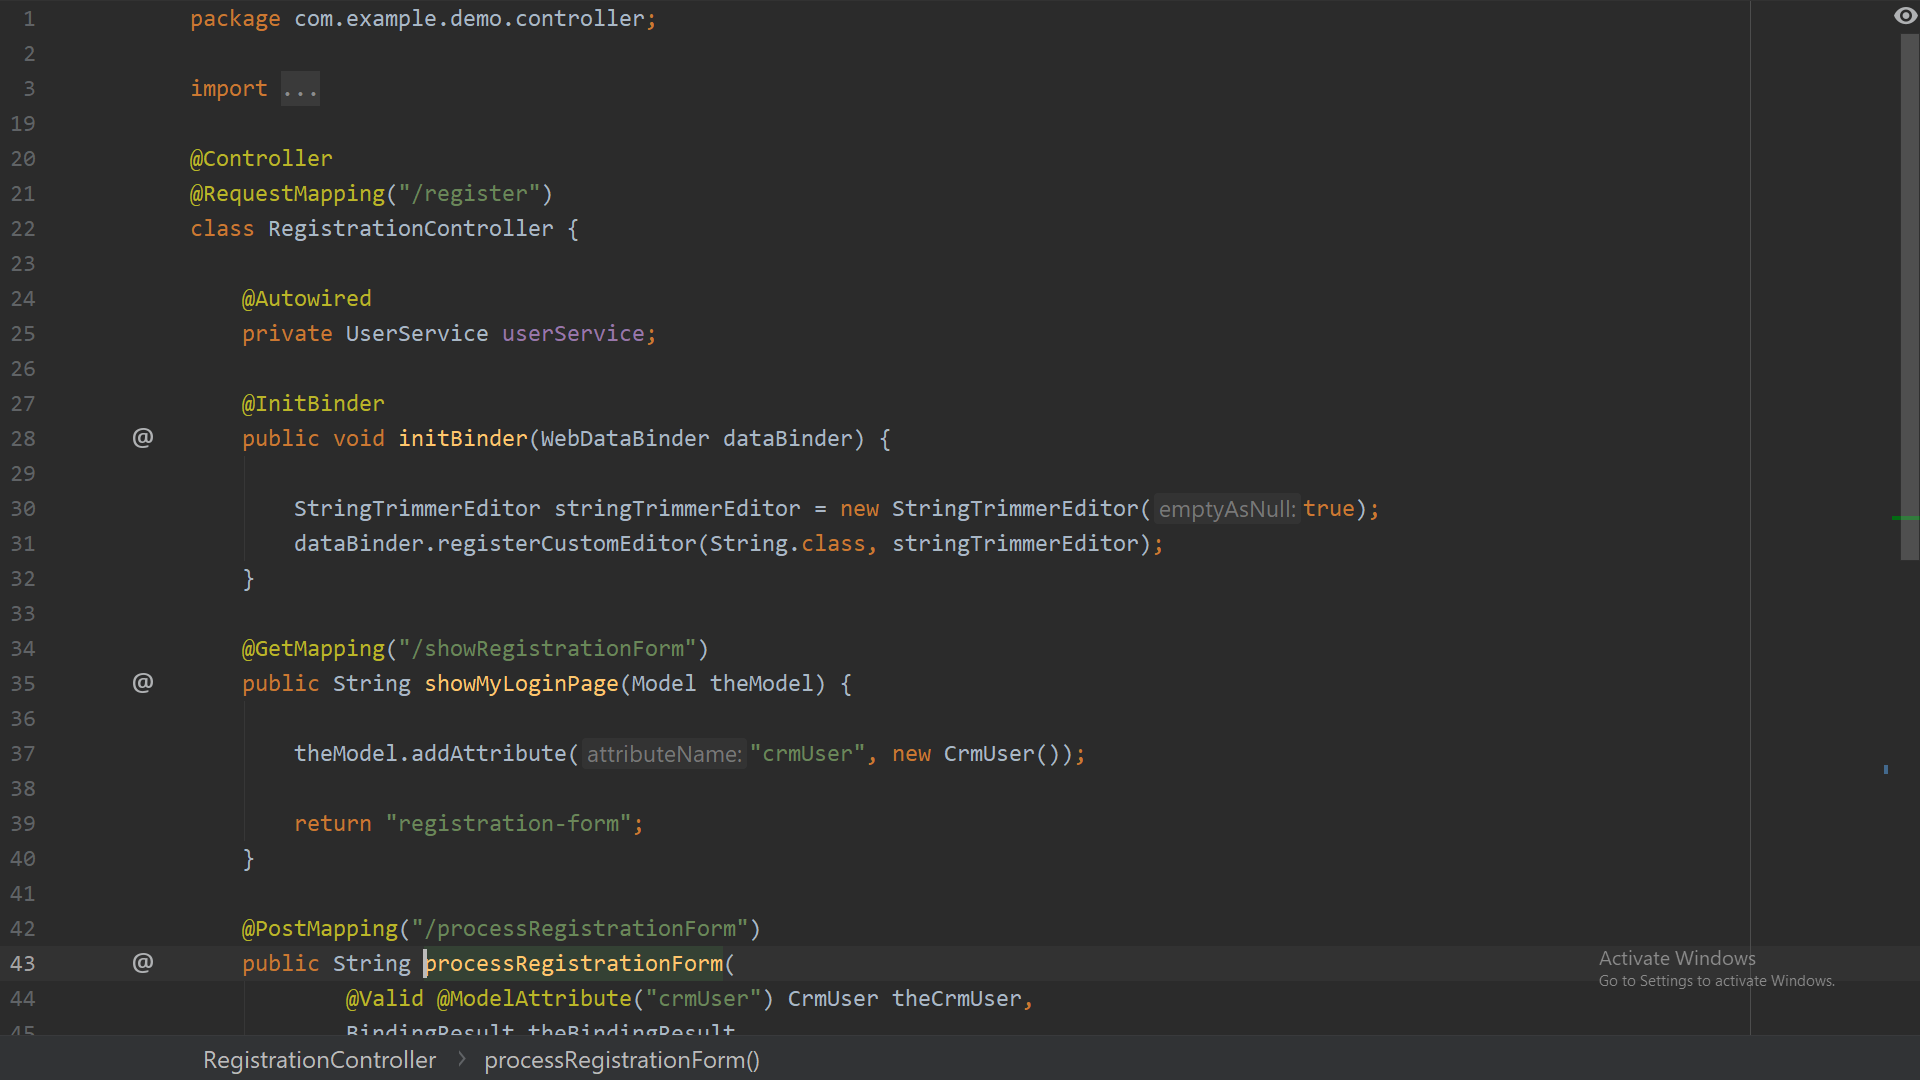 1 package com.example.demo.controller;
2
3 import ...
19
20 @Controller
21 @RequestMapping("/register")
22 class RegistrationController {
23
24 @Autowired
25 private UserService userService;
26
27 @InitBinder
28 @ public void initBinder(WebDataBinder dataBinder) {
29
30 StringTrimmerEditor stringTrimmerEditor = new StringTrimmerEditor( emptyAsNull: true);
31 dataBinder.registerCustomEditor(String.class, stringTrimmerEditor);
32 }
33
34 @GetMapping("/showRegistrationForm")
35 @ public String showMyLoginPage(Model theModel) {
36
37 theModel.addAttribute( attributeName: "crmUser", new CrmUser());
38
39 return "registration-form";
40 }
41
42 @PostMapping("/processRegistrationForm")
43 @ public String processRegistrationForm(
44 @Valid @ModelAttribute("crmUser") CrmUser theCrmUser,
45 BindingResult theBindingResult
Activate Windows
Go to Settings to activate Windows.
RegistrationController > processRegistrationForm()